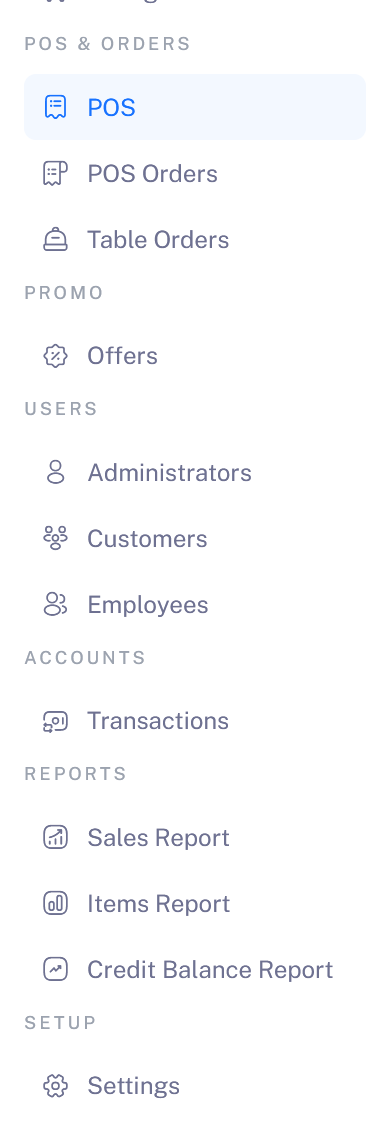 POS & ORDERS
POS
POS Orders
Table Orders
PROMO
Offers
USERS
Administrators
Customers
Employees
ACCOUNTS
Transactions
REPORTS
Sales Report
Items Report
Credit Balance Report
SETUP
Settings